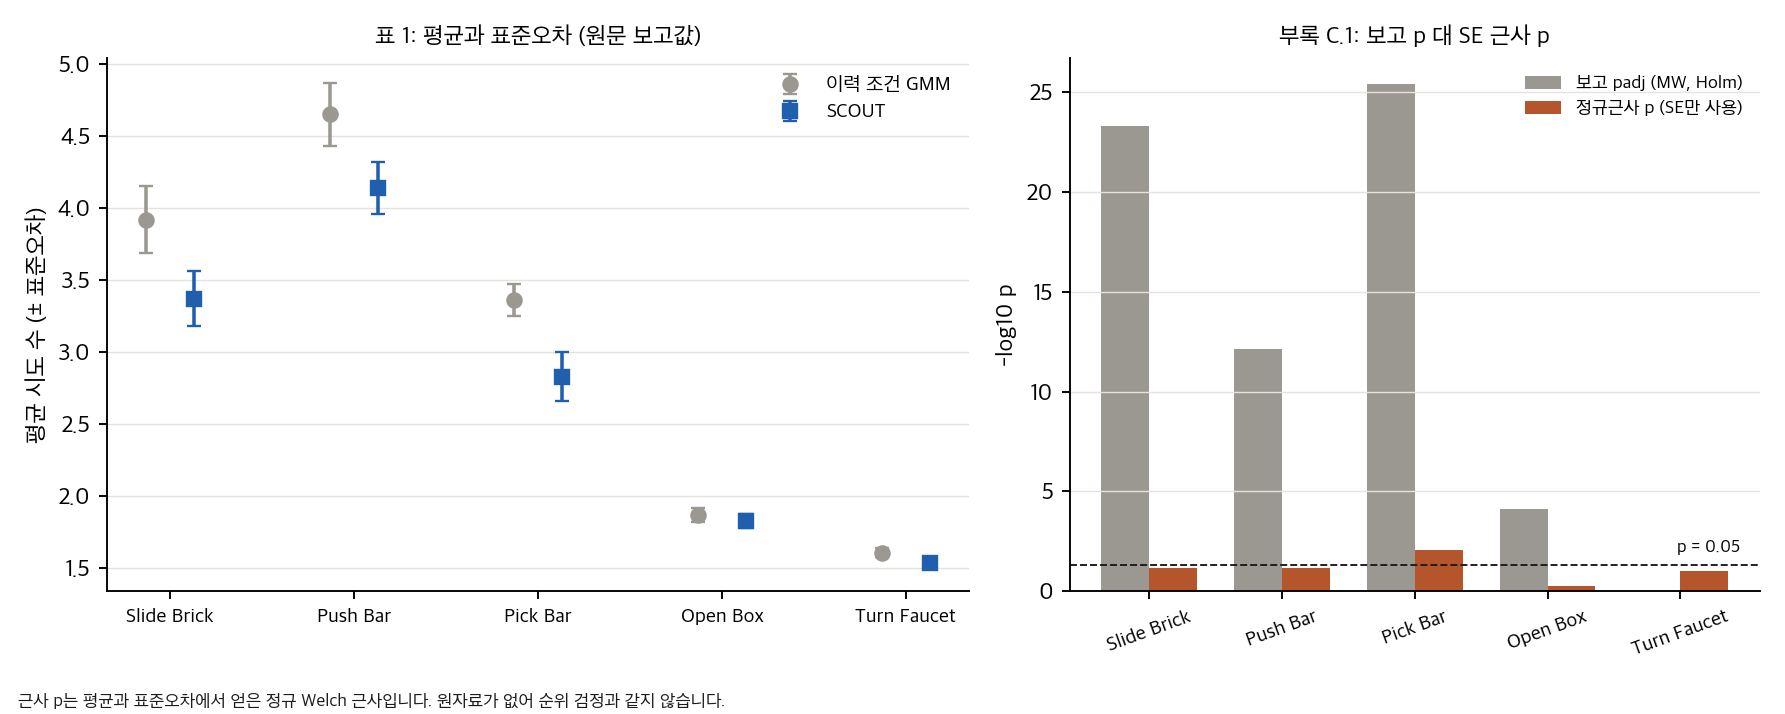 표 1: 평균과 표준오차 (원문 보고값)
평균 시도 수 (± 표준오차)
5.0
4.5
4.0
3.5
3.0
2.5
2.0
1.5
이력 조건 GMM
SCOUT
Slide Brick
Push Bar
Pick Bar
Open Box
Turn Faucet
부록 C.1: 보고 p 대 SE 근사 p
-log10 p
25
20
15
10
5
0
보고 padj (MW, Holm)
정규근사 p (SE만 사용)
p = 0.05
Slide Brick
Push Bar
Pick Bar
Open Box
Turn Faucet
근사 p는 평균과 표준오차에서 얻은 정규 Welch 근사입니다. 원자료가 없어 순위 검정과 같지 않습니다.